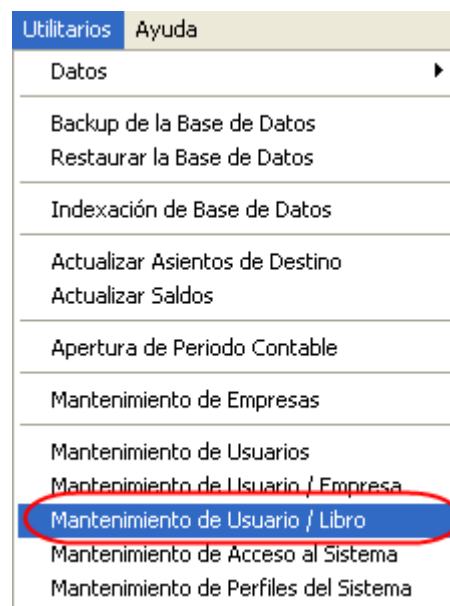 Utilitarios Ayuda
Datos
Backup de la Base de Datos
Restaurar la Base de Datos
Indexación de Base de Datos
Actualizar Asientos de Destino
Actualizar Saldos
Apertura de Periodo Contable
Mantenimiento de Empresas
Mantenimiento de Usuarios
Mantenimiento de Usuario / Empresa
Mantenimiento de Usuario / Libro
Mantenimiento de Acceso al Sistema
Mantenimiento de Perfiles del Sistema